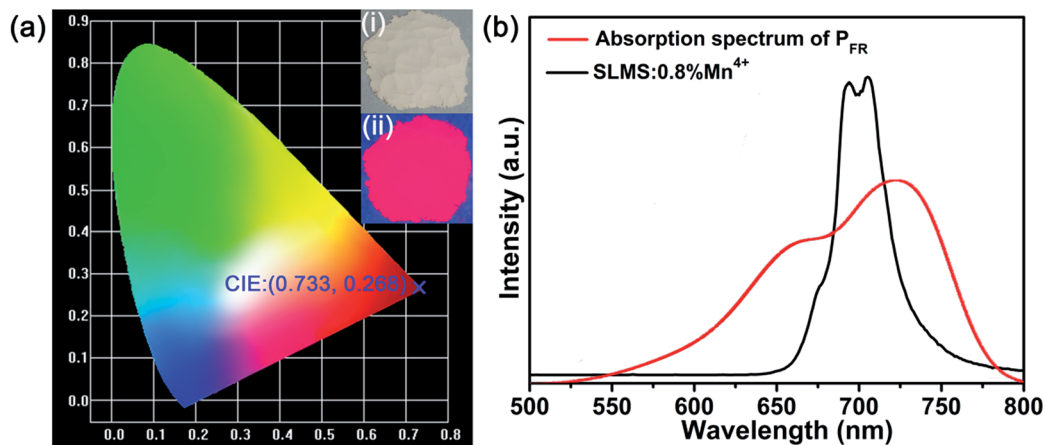 (a)
0.9
0.8
0.7
0.6
0.5
0.4
0.3
0.2
0.1
0.0
0.0 0.1 0.2 0.3 0.4 0.5 0.6 0.7 0.8
(i)
(ii)
CIE:(0.733, 0.268)
(b)
Absorption spectrum of P_FR
SLMS:0.8%Mn⁴⁺
Intensity (a.u.)
500 550 600 650 700 750 800
Wavelength (nm)